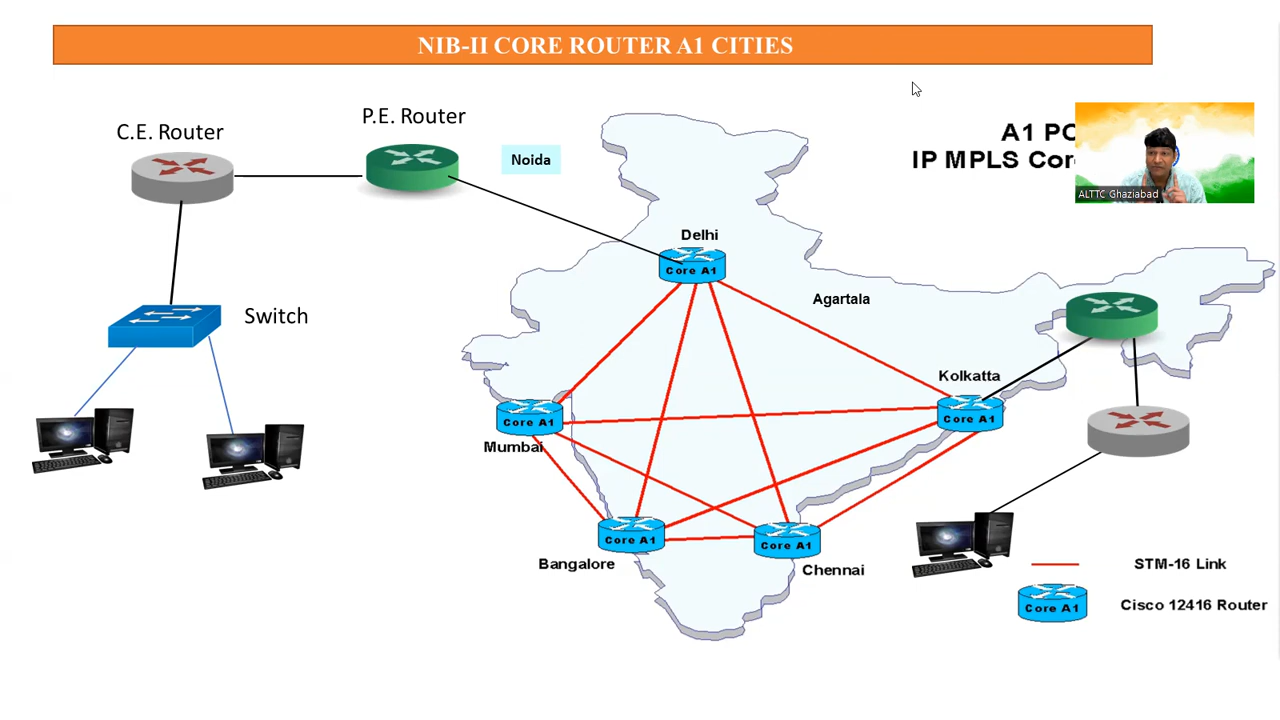 NIB-II CORE ROUTER A1 CITIES
C.E. Router
P.E. Router
Noida
A1
IP MPLS
ALTTC Ghaziabad
Delhi
Core A1
Agartala
Switch
Kolkatta
Core A1
Core A1
Mumbai
Core A1
Bangalore
Core A1
Chennai
STM-16 Link
Core A1
Cisco 12416 Router